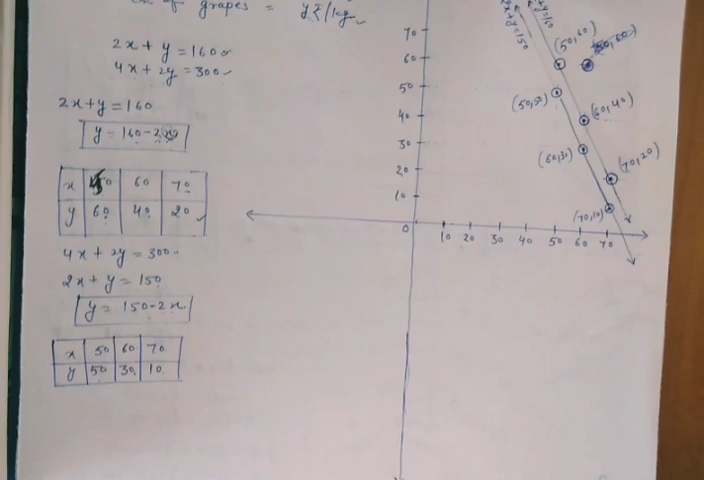 of grapes = y ₹/kg
2x + y = 160
4x + 2y = 300
2x + y = 160
y = 160 - 2x
x 50 60 70
y 60 40 20
4x + 2y = 300
2x + y = 150
y = 150 - 2x
x 50 60 70
y 50 30 10
2x+y=150
(50,60)
(50,50)
(60,40)
(60,30)
(70,20)
(70,10)
70
60
50
40
30
20
10
0 10 20 30 40 50 60 70